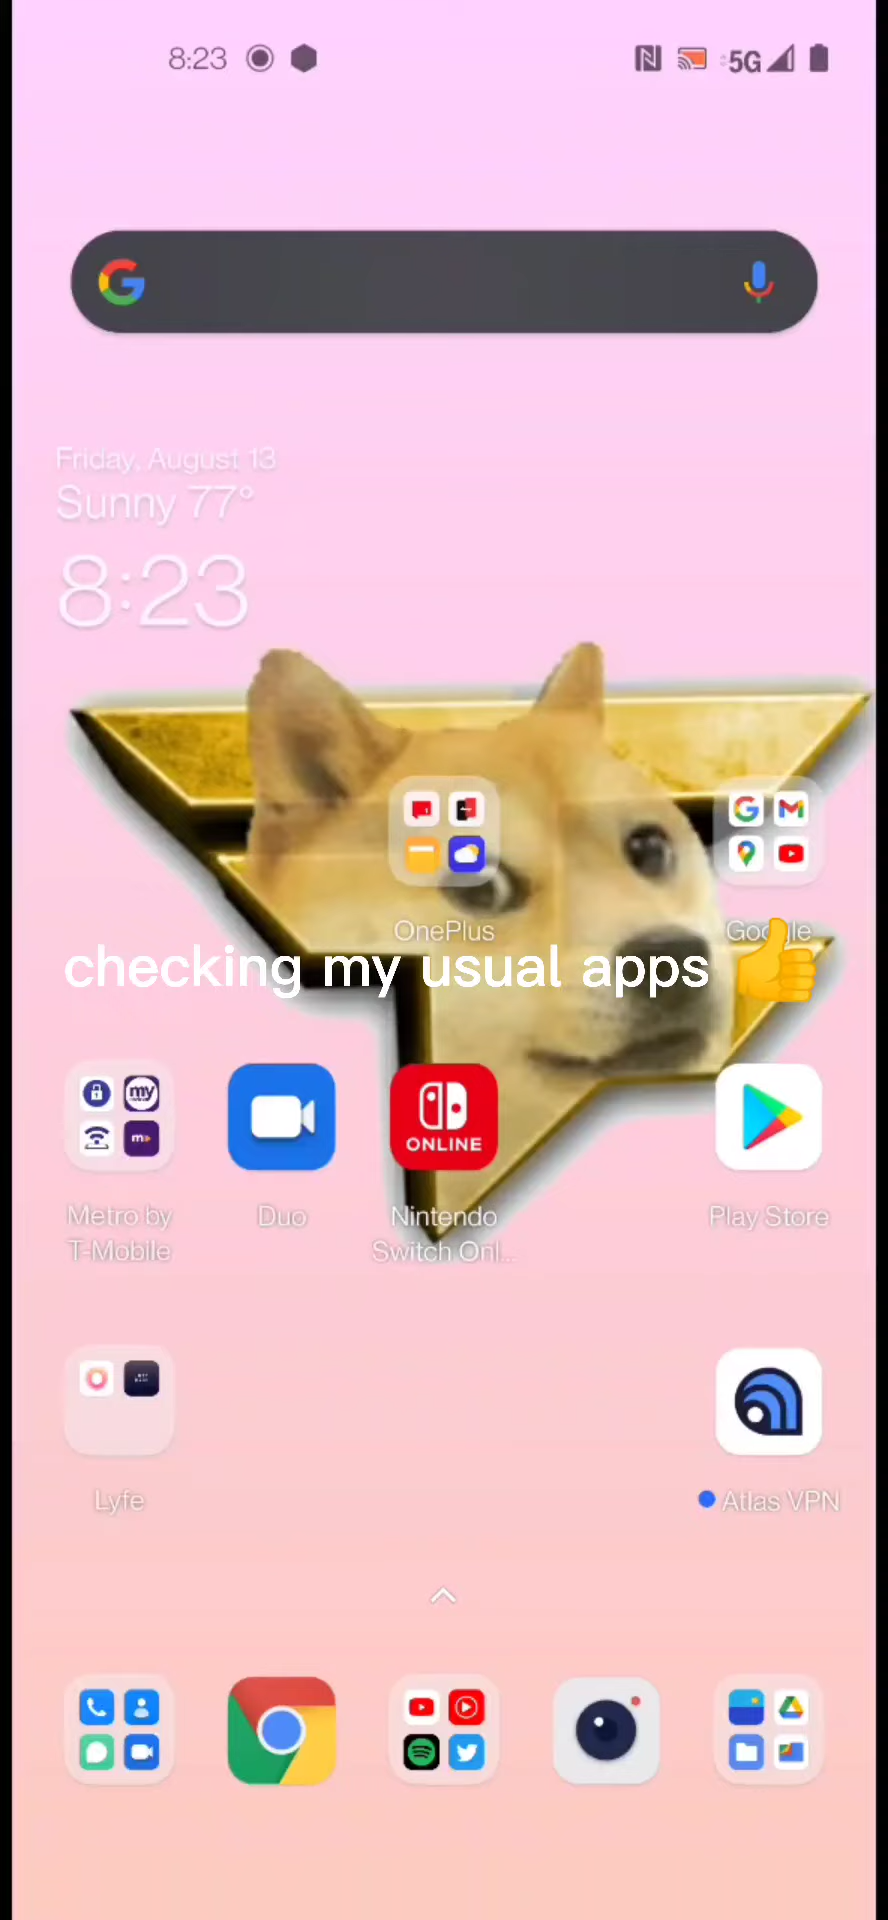 8:23
5G
Friday, August 13
Sunny 77°
8:23
OnePlus
Google
checking my usual apps 👍
my
m
ONLINE
Metro by
T-Mobile
Duo
Nintendo
Switch Onl...
Play Store
Lyfe
Atlas VPN